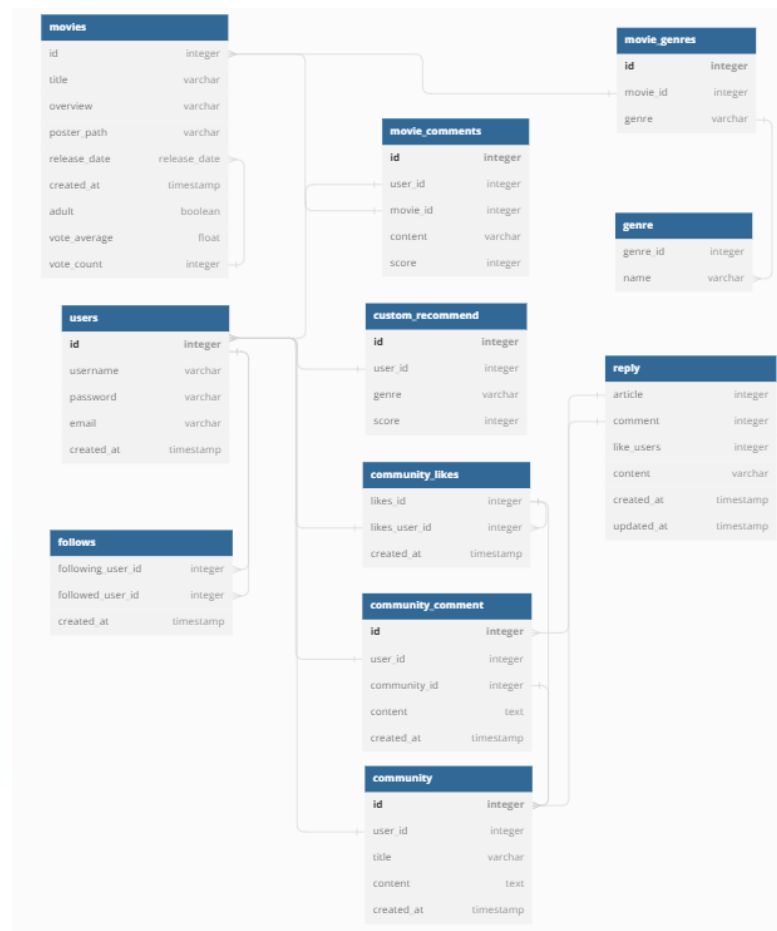 movies
id integer
title varchar
overview varchar
poster_path varchar
release_date release_date
created_at timestamp
adult boolean
vote_average float
vote_count integer
movie_genres
id integer
movie_id integer
genre varchar
movie_comments
id integer
user_id integer
movie_id integer
content varchar
score integer
genre
genre_id integer
name varchar
users
id integer
username varchar
password varchar
email varchar
created_at timestamp
custom_recommend
id integer
user_id integer
genre varchar
score integer
reply
article integer
comment integer
like_users integer
content varchar
created_at timestamp
updated_at timestamp
community_likes
likes_id integer
likes_user_id integer
created_at timestamp
follows
following_user_id integer
followed_user_id integer
created_at timestamp
community_comment
id integer
user_id integer
community_id integer
content text
created_at timestamp
community
id integer
user_id integer
title varchar
content text
created_at timestamp